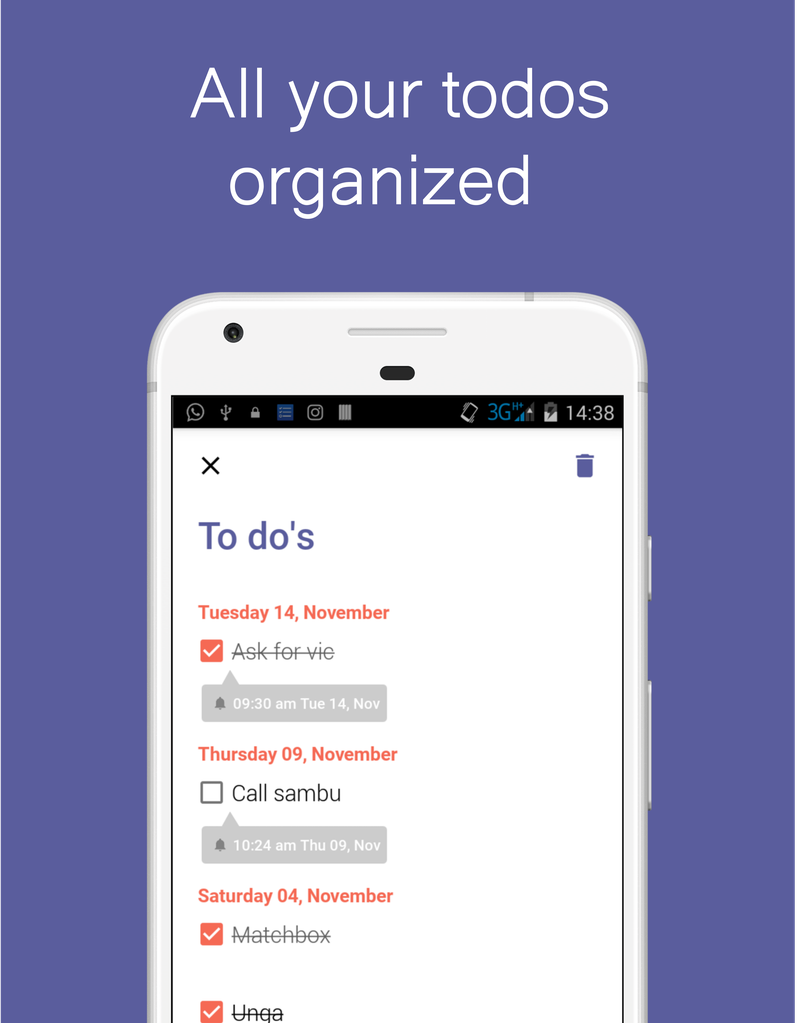 All your todos
organized
3G H+ 14:38
To do's
Tuesday 14, November
Ask for vic
09:30 am Tue 14, Nov
Thursday 09, November
Call sambu
10:24 am Thu 09, Nov
Saturday 04, November
Matchbox
Unga